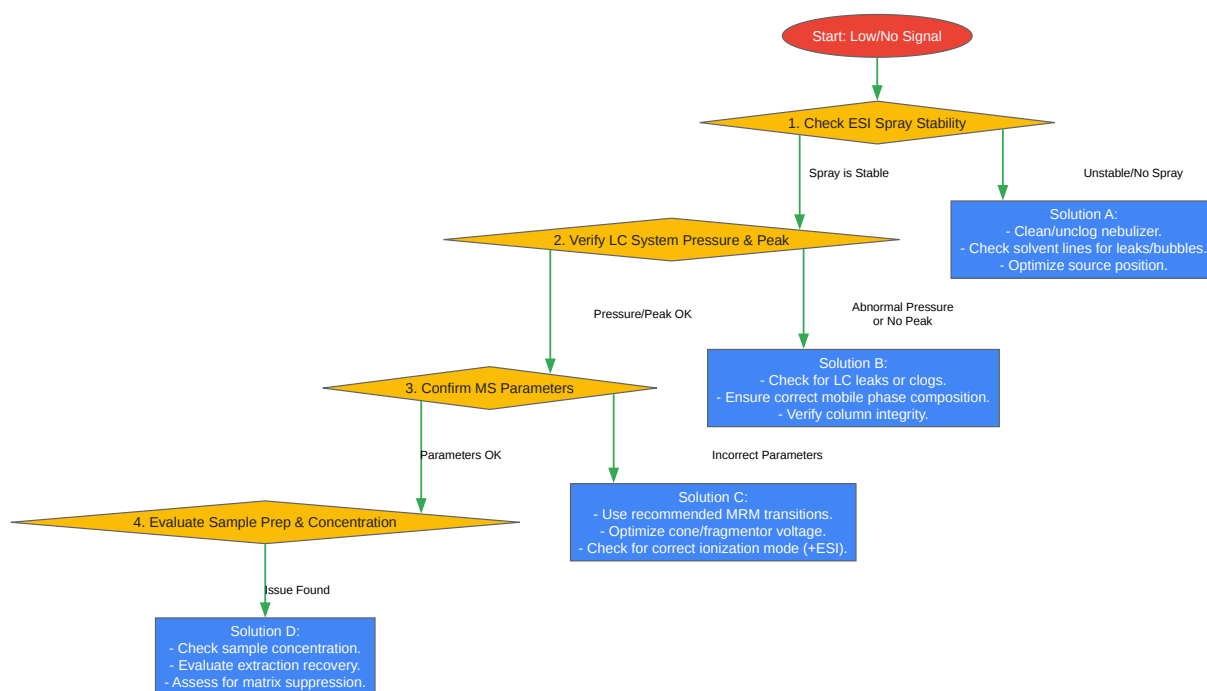 Start: Low/No Signal
1. Check ESI Spray Stability
Spray is Stable
Unstable/No Spray
Solution A:
- Clean/unclog nebulizer.
- Check solvent lines for leaks/bubbles.
- Optimize source position.
2. Verify LC System Pressure & Peak
Pressure/Peak OK
Abnormal Pressure
or No Peak
Solution B:
- Check for LC leaks or clogs.
- Ensure correct mobile phase composition.
- Verify column integrity.
3. Confirm MS Parameters
Parameters OK
Incorrect Parameters
Solution C:
- Use recommended MRM transitions.
- Optimize cone/fragmentor voltage.
- Check for correct ionization mode (+ESI).
4. Evaluate Sample Prep & Concentration
Issue Found
Solution D:
- Check sample concentration.
- Evaluate extraction recovery.
- Assess for matrix suppression.